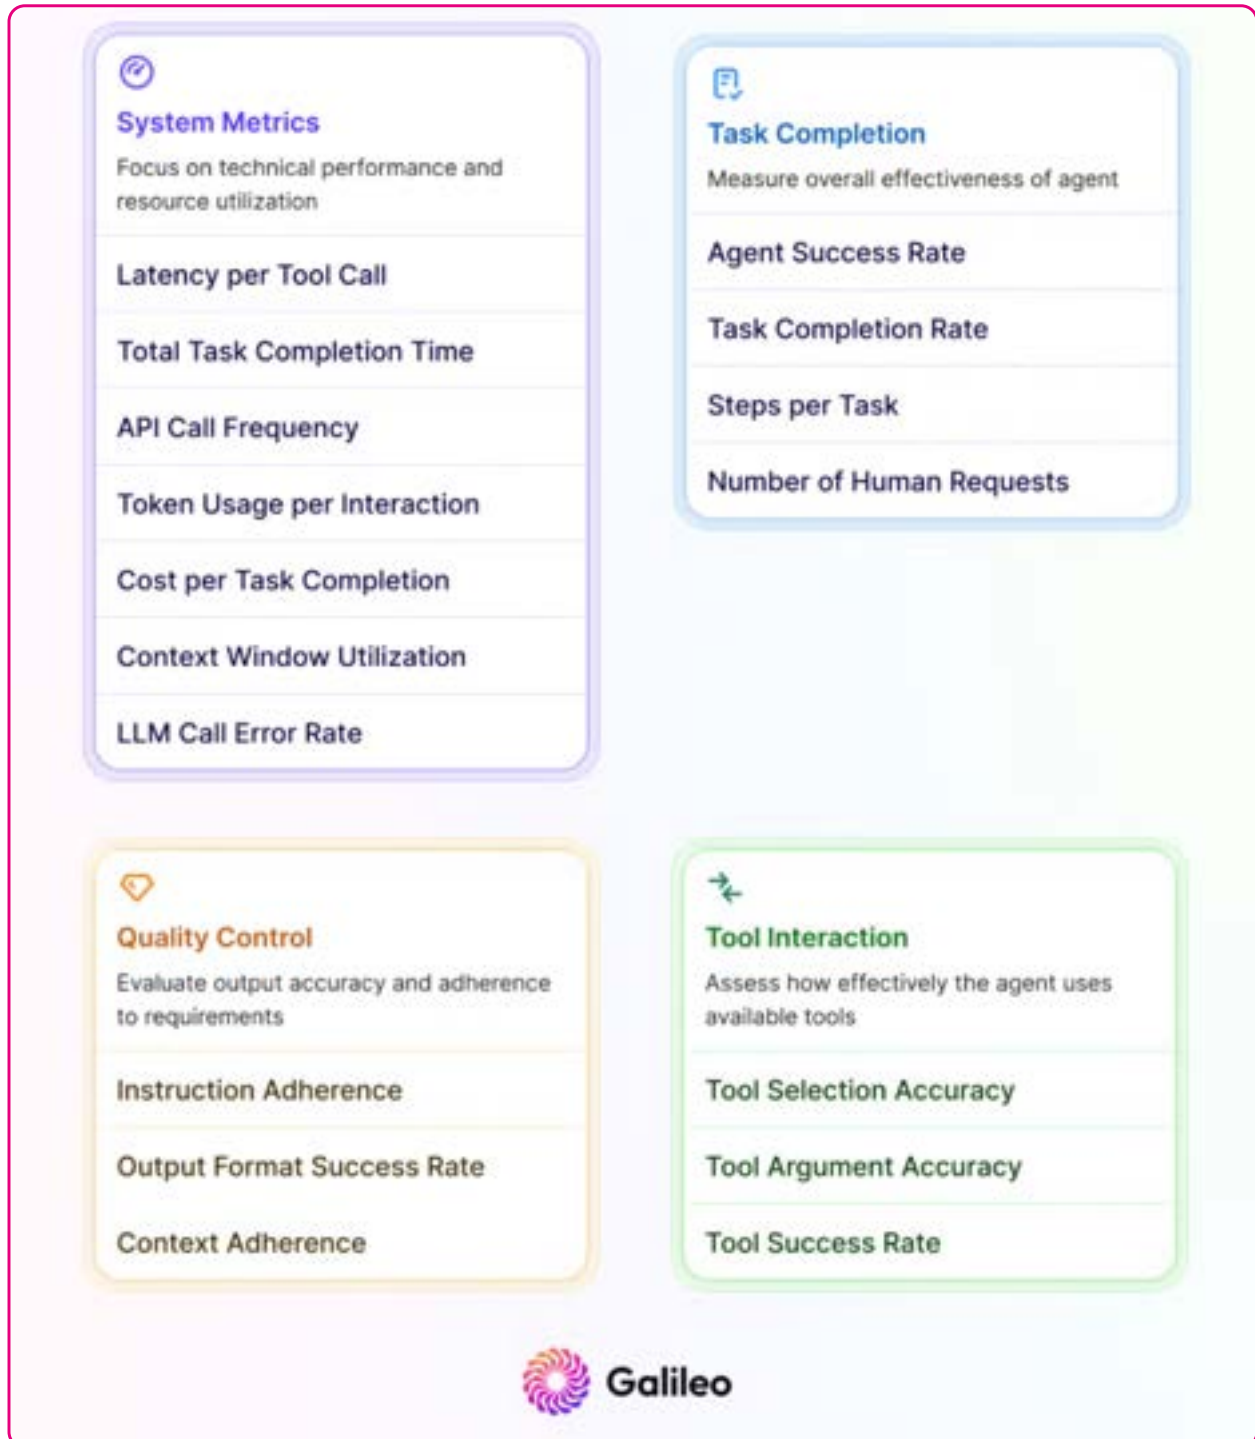 System Metrics
Focus on technical performance and
resource utilization
Latency per Tool Call
Total Task Completion Time
API Call Frequency
Token Usage per Interaction
Cost per Task Completion
Context Window Utilization
LLM Call Error Rate
Task Completion
Measure overall effectiveness of agent
Agent Success Rate
Task Completion Rate
Steps per Task
Number of Human Requests
Quality Control
Evaluate output accuracy and adherence
to requirements
Instruction Adherence
Output Format Success Rate
Context Adherence
Tool Interaction
Assess how effectively the agent uses
available tools
Tool Selection Accuracy
Tool Argument Accuracy
Tool Success Rate
Galileo